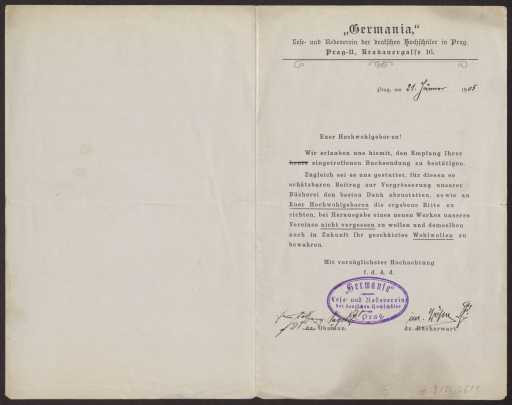 „Germania,“
Lese- und Redeverein der deutschen Hochschüler in Prag.
Prag-II, Krakauergasse 16.
Prag, am 21. Jänner 1905
Euer Hochwohlgeboren!
Wir erlauben uns hiemit, den Empfang Ihrer
heute eingetroffenen Buchsendung zu bestätigen.
Zugleich sei es uns gestattet, für diesen so
schätzbaren Beitrag zur Vergrösserung unserer
Bücherei den besten Dank abzustatten, sowie an
Euer Hochwohlgeboren die ergebene Bitte zu
richten, bei Herausgabe eines neuen Werkes unseres
Vereines nicht vergessen zu wollen und demselben
auch in Zukunft Ihr geschätztes Wohlwollen zu
bewahren.
Mit vorzüglichster Hochachtung
f. d. A. d.
„Germania“
Lese- und Redeverein
der deutschen Hochschüler
in Prag
Obmann.
dz. Bücherwart.